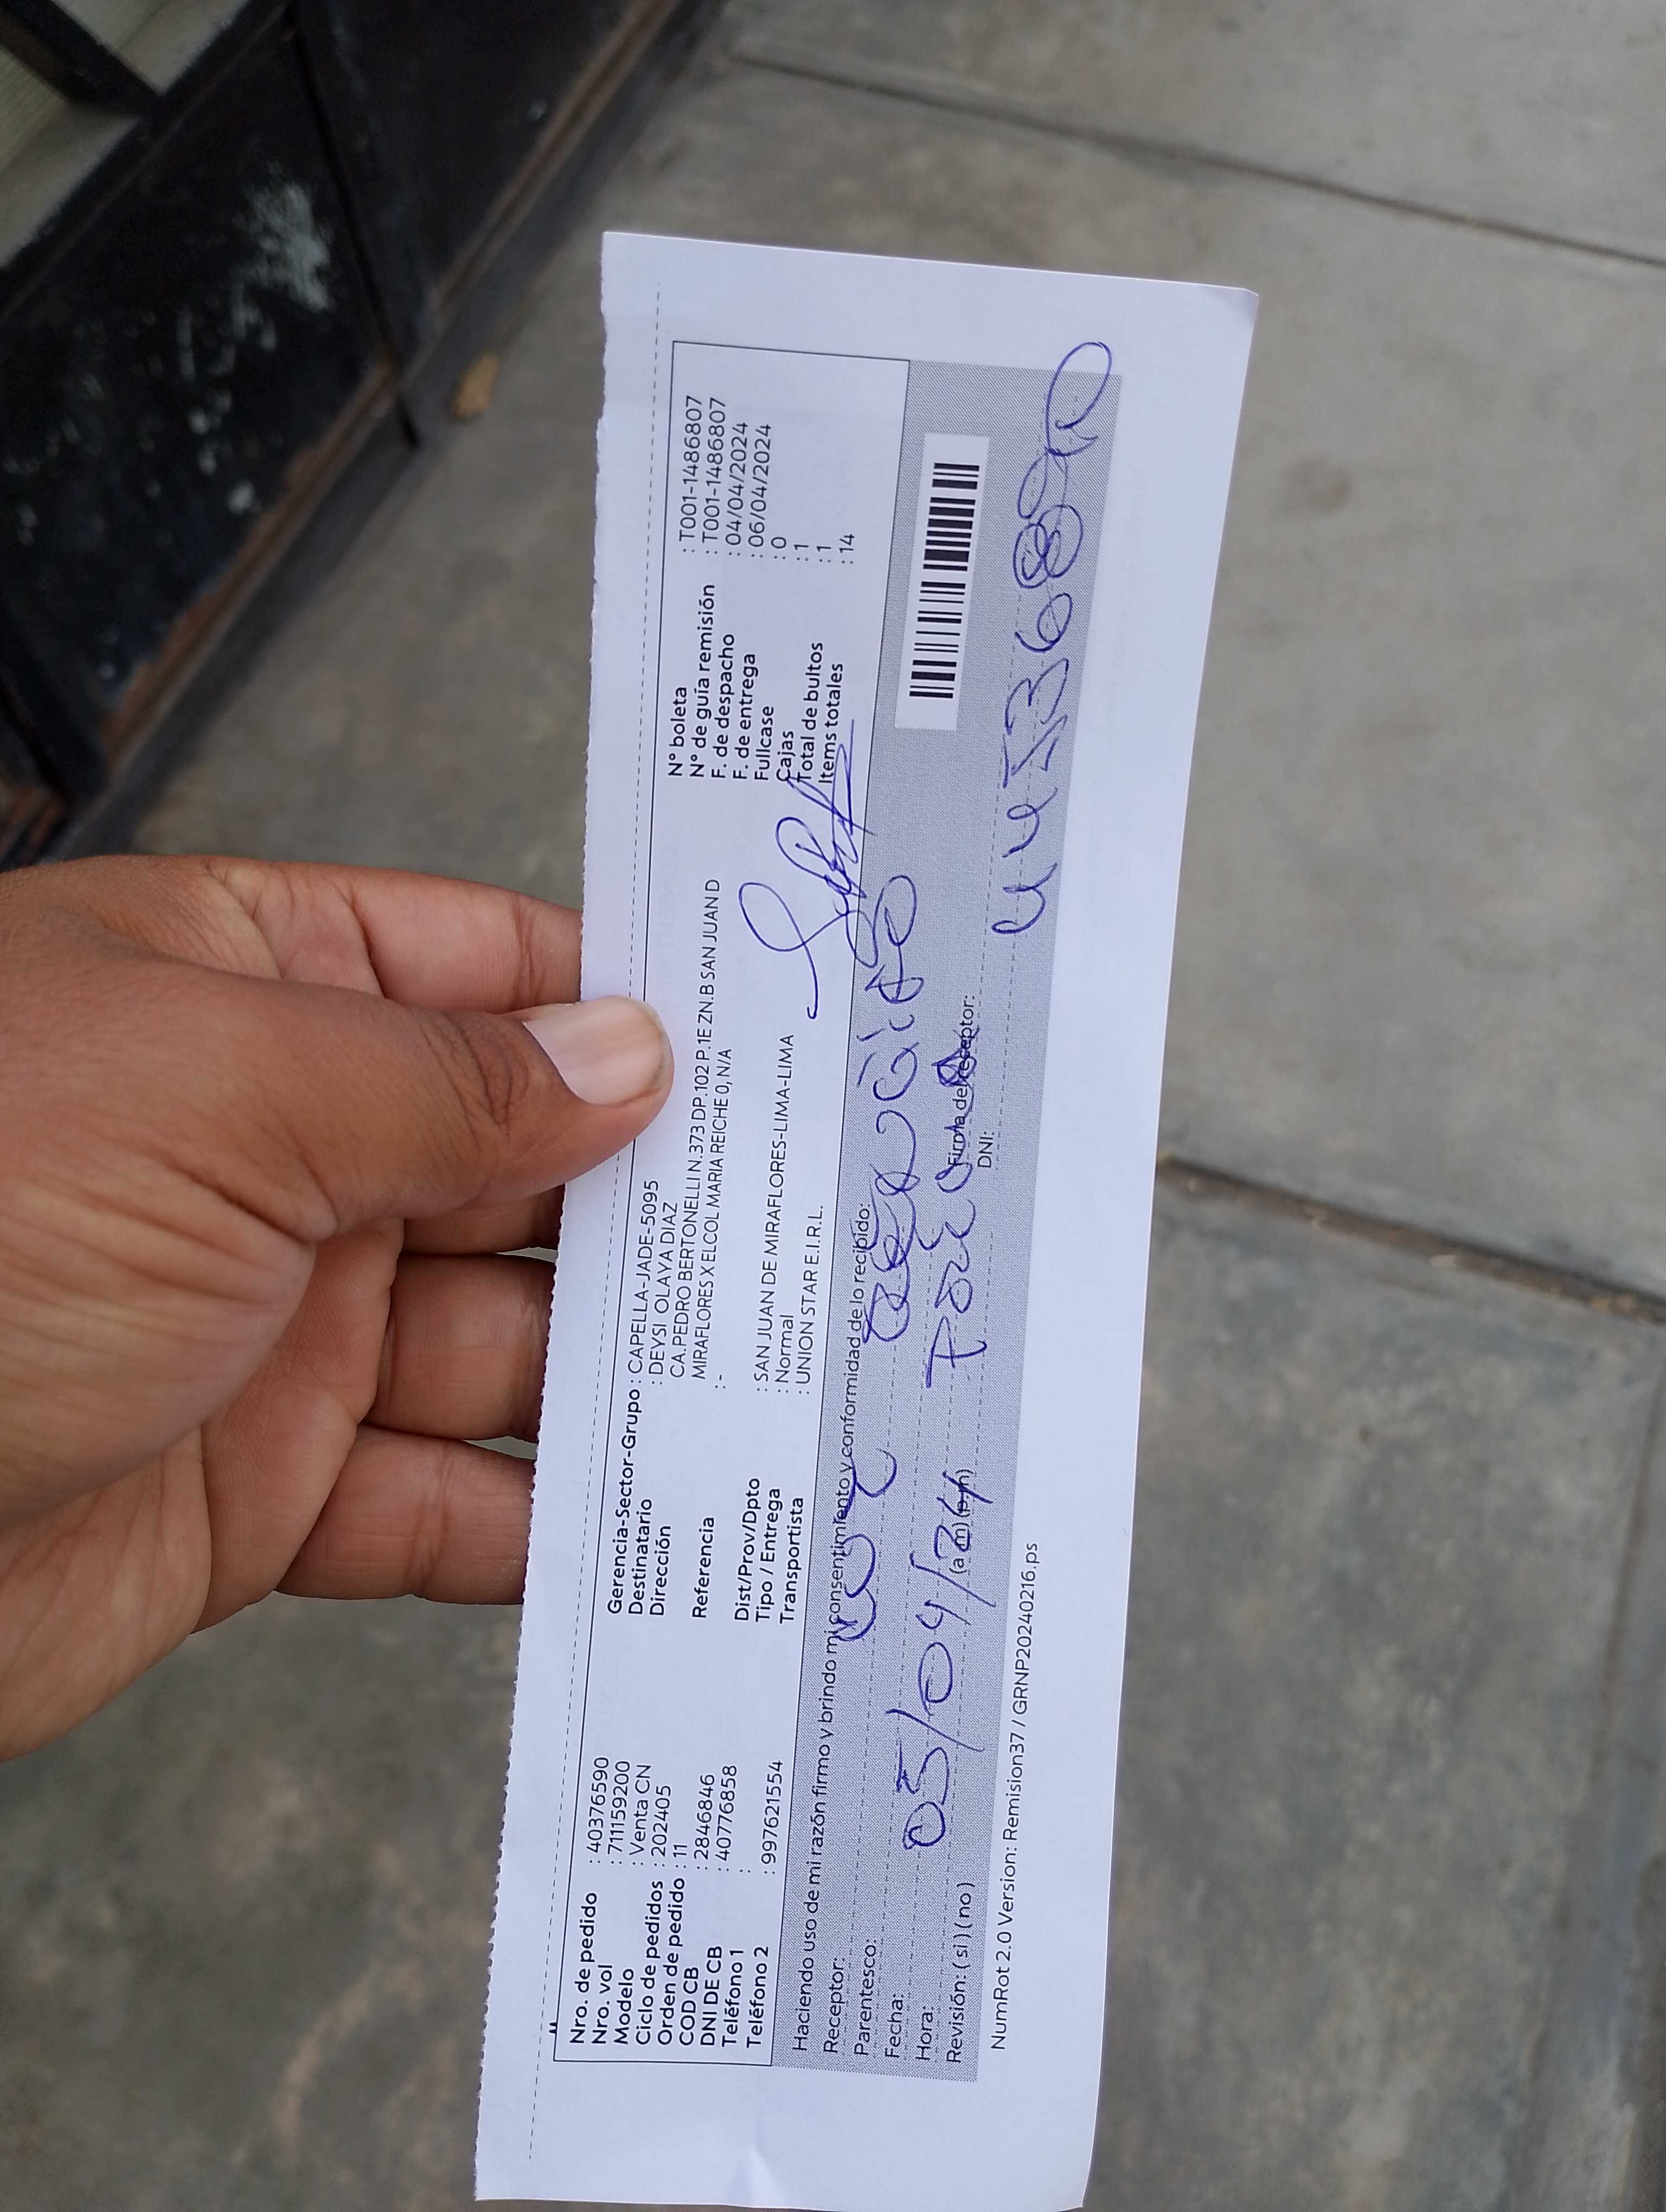 Nro. de pedido : 40376590
Nro. vol : 711159200
Modelo : Venta CN
Ciclo de pedidos : 202405
Orden de pedido : 11
COD CB : 2846846
DNI DE CB : 40776858
Teléfono 1 :
Teléfono 2 : 997621554
Gerencia-Sector-Grupo : CAPELLA-JADE-5095
Destinatario : DEYSI OLAYA DIAZ
Dirección CA.PEDRO BERTONELLI N.373 DP.102 P.1E ZN.B SAN JUAN D
MIRAFLORES X ELCOL MARIA REICHE 0, N/A
Referencia : -
Dist/Prov/Dpto : SAN JUAN DE MIRAFLORES-LIMA-LIMA
Tipo / Entrega : Normal
Transportista : UNION STAR E.I.R.L.
N° boleta : T001-1486807
N° de guía remisión : T001-1486807
F. de despacho : 04/04/2024
F. de entrega : 06/04/2024
Fullcase : 0
Cajas : 1
Total de bultos : 1
Items totales : 14
Haciendo uso de mi razón firmo y brindo mi consentimiento y conformidad de lo recibido:
Receptor:
Parentesco:
Fecha: 05/04/24
Hora: (a m) (p m)
Revisión: ( si ) ( no )
Firma del receptor:
DNI:
NumRot 2.0 Version: Remision37 / GRNP20240216.ps